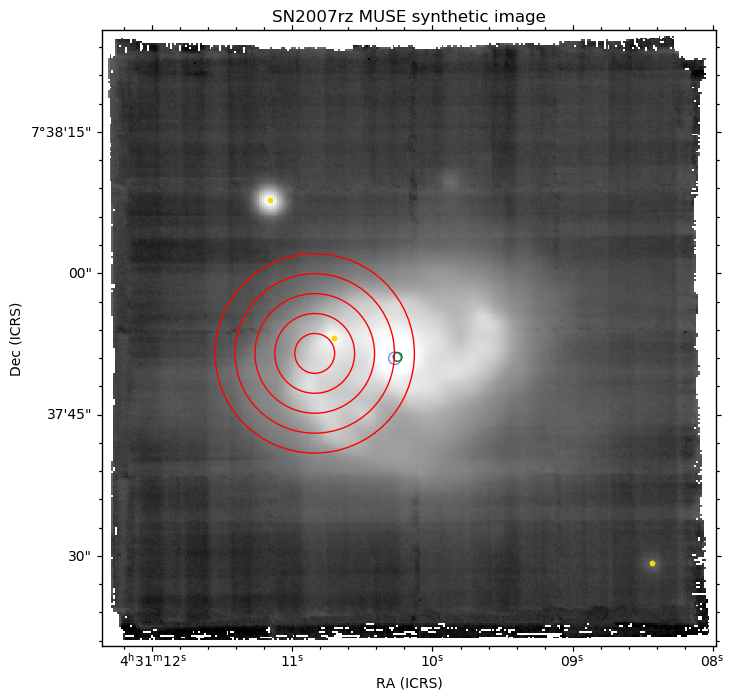 SN2007rz MUSE synthetic image
Dec (ICRS)
7°38'15"
00"
37'45"
30"
4ʰ31ᵐ12ˢ 11ˢ 10ˢ 09ˢ 08ˢ
RA (ICRS)